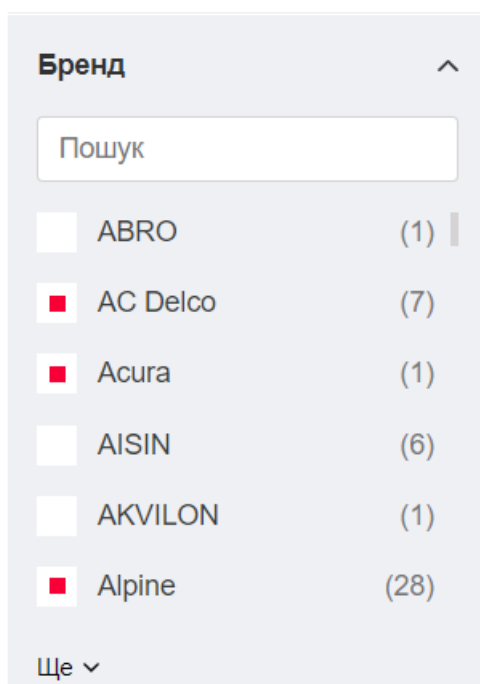 Бренд
Пошук
ABRO (1)
AC Delco (7)
Acura (1)
AISIN (6)
AKVILON (1)
Alpine (28)
Ще